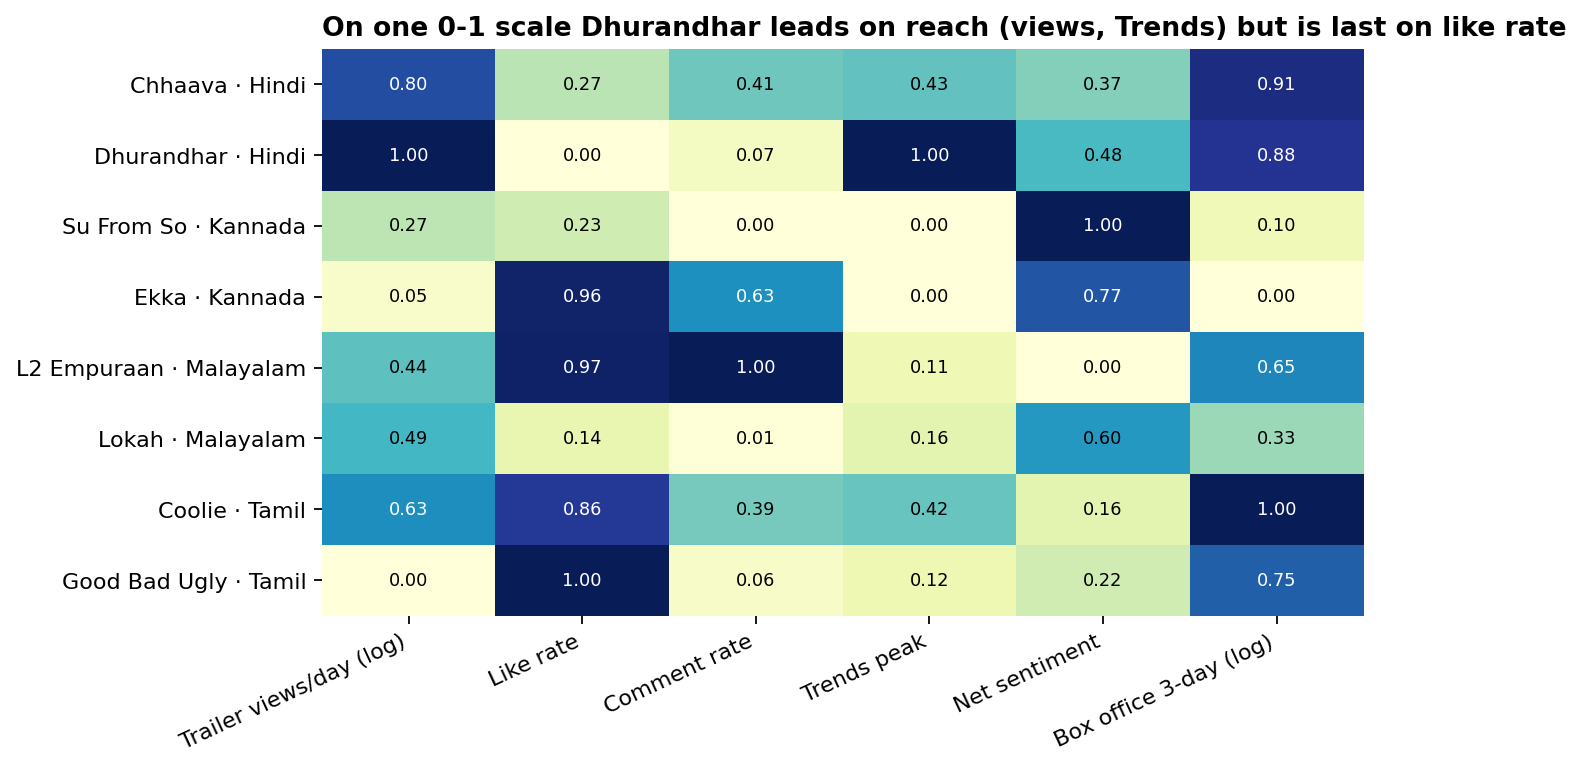 On one 0-1 scale Dhurandhar leads on reach (views, Trends) but is last on like rate
Chhaava · Hindi 0.80 0.27 0.41 0.43 0.37 0.91
Dhurandhar · Hindi 1.00 0.00 0.07 1.00 0.48 0.88
Su From So · Kannada 0.27 0.23 0.00 0.00 1.00 0.10
Ekka · Kannada 0.05 0.96 0.63 0.00 0.77 0.00
L2 Empuraan · Malayalam 0.44 0.97 1.00 0.11 0.00 0.65
Lokah · Malayalam 0.49 0.14 0.01 0.16 0.60 0.33
Coolie · Tamil 0.63 0.86 0.39 0.42 0.16 1.00
Good Bad Ugly · Tamil 0.00 1.00 0.06 0.12 0.22 0.75
Trailer views/day (log)
Like rate
Comment rate
Trends peak
Net sentiment
Box office 3-day (log)